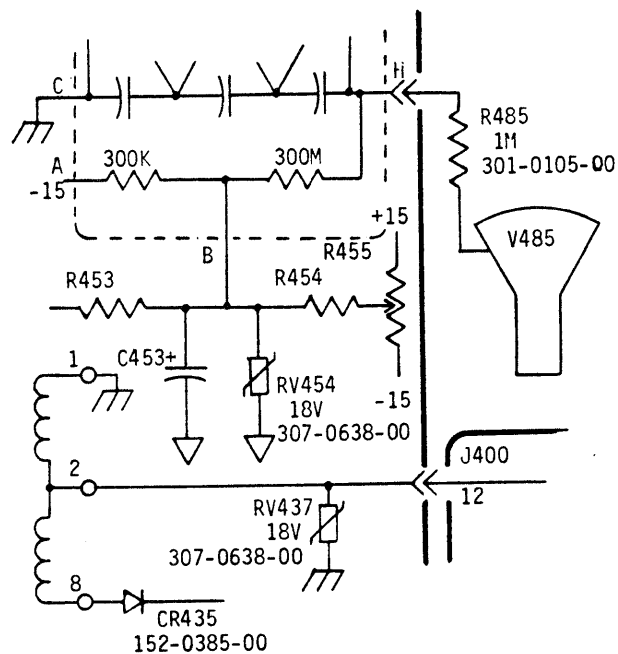 C
H
R485
1M
301-0105-00
A
300K
300M
-15
+15
V485
B
R455
R453
R454
C453+
1
RV454
18V
307-0638-00
-15
J400
2
12
RV437
18V
307-0638-00
8
CR435
152-0385-00